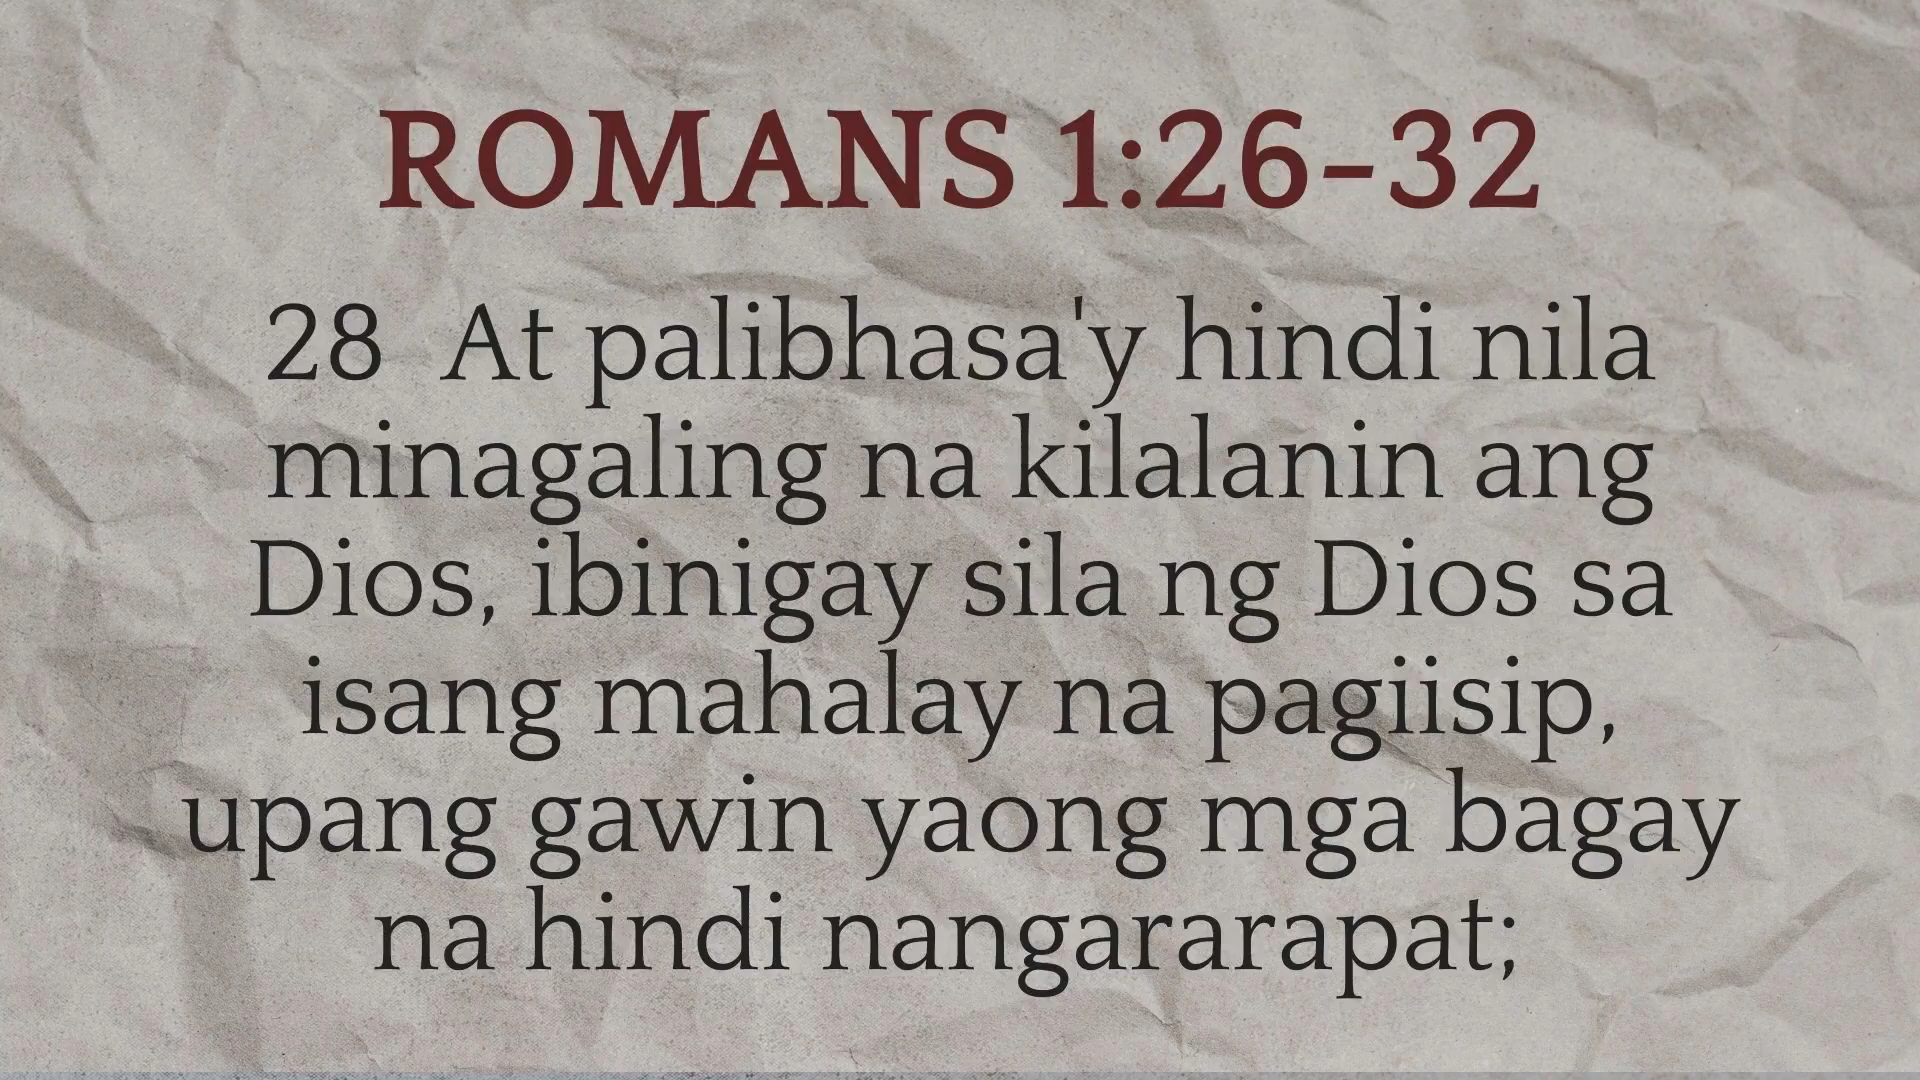 ROMANS 1:26-32
28  At palibhasa'y hindi nila
minagaling na kilalanin ang
Dios, ibinigay sila ng Dios sa
isang mahalay na pagiisip,
upang gawin yaong mga bagay
na hindi nangararapat;